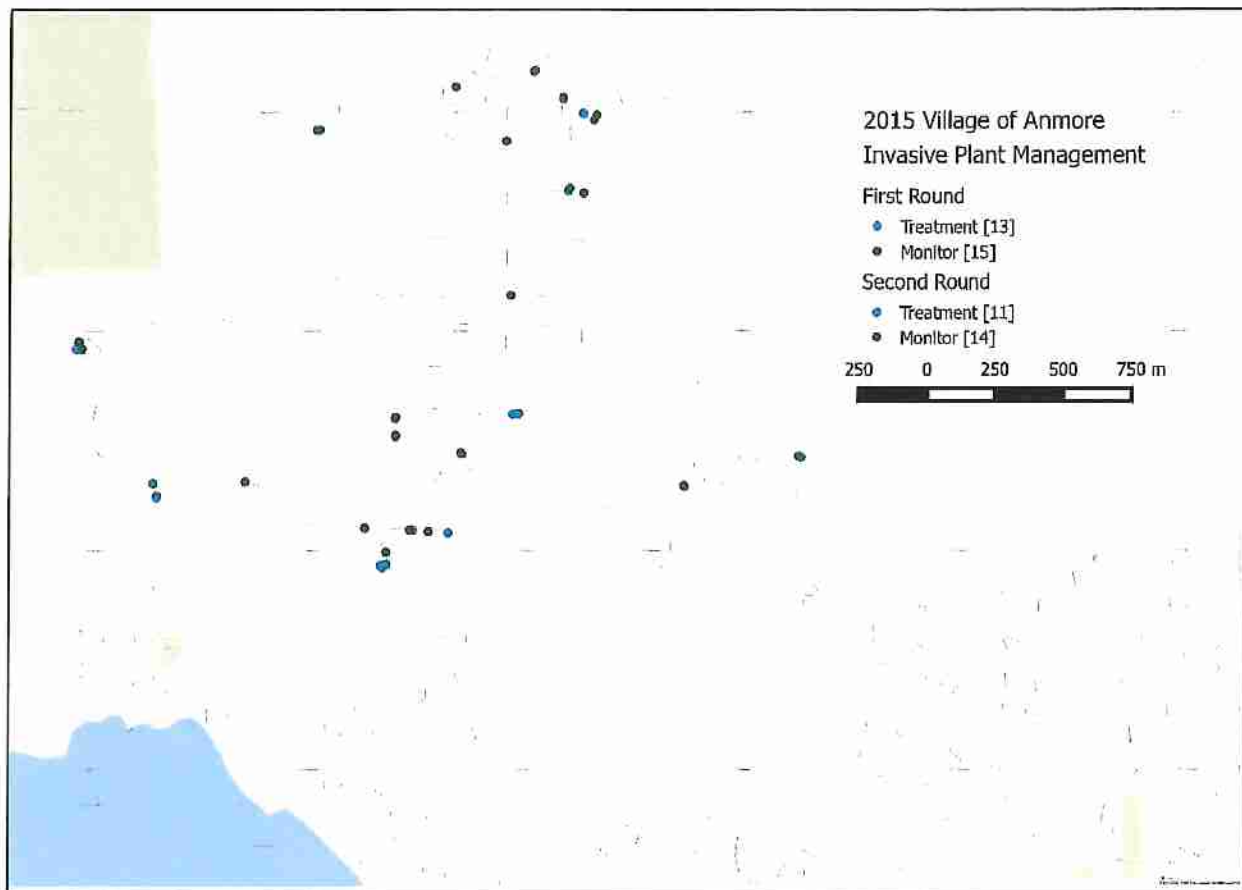 2015 Village of Anmore
Invasive Plant Management
First Round
Treatment [13]
Monitor [15]
Second Round
Treatment [11]
Monitor [14]
250 0 250 500 750 m